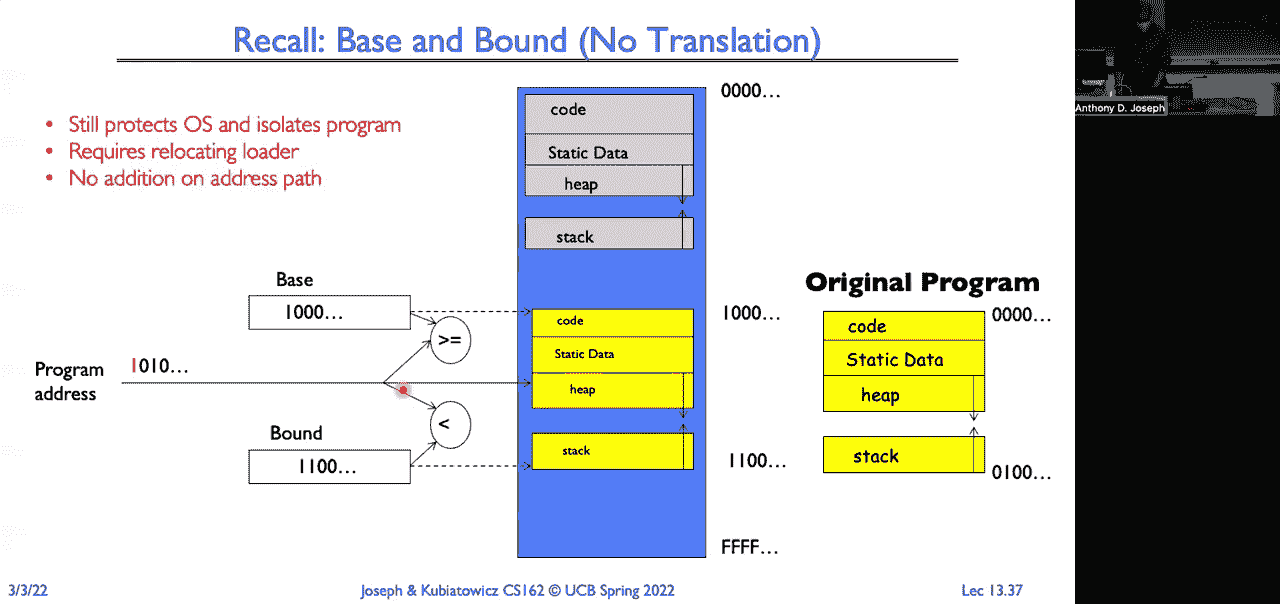 Recall: Base and Bound (No Translation)
Anthony D. Joseph
• Still protects OS and isolates program
• Requires relocating loader
• No addition on address path
0000…
code
Static Data
heap
stack
Base
1000…
>=
Program
address
1010…
<
Bound
1100…
code
Static Data
heap
stack
1000…
1100…
FFFF…
Original Program
0000…
code
Static Data
heap
stack
0100…
3/3/22
Joseph & Kubiatowicz CS162 © UCB Spring 2022
Lec 13.37